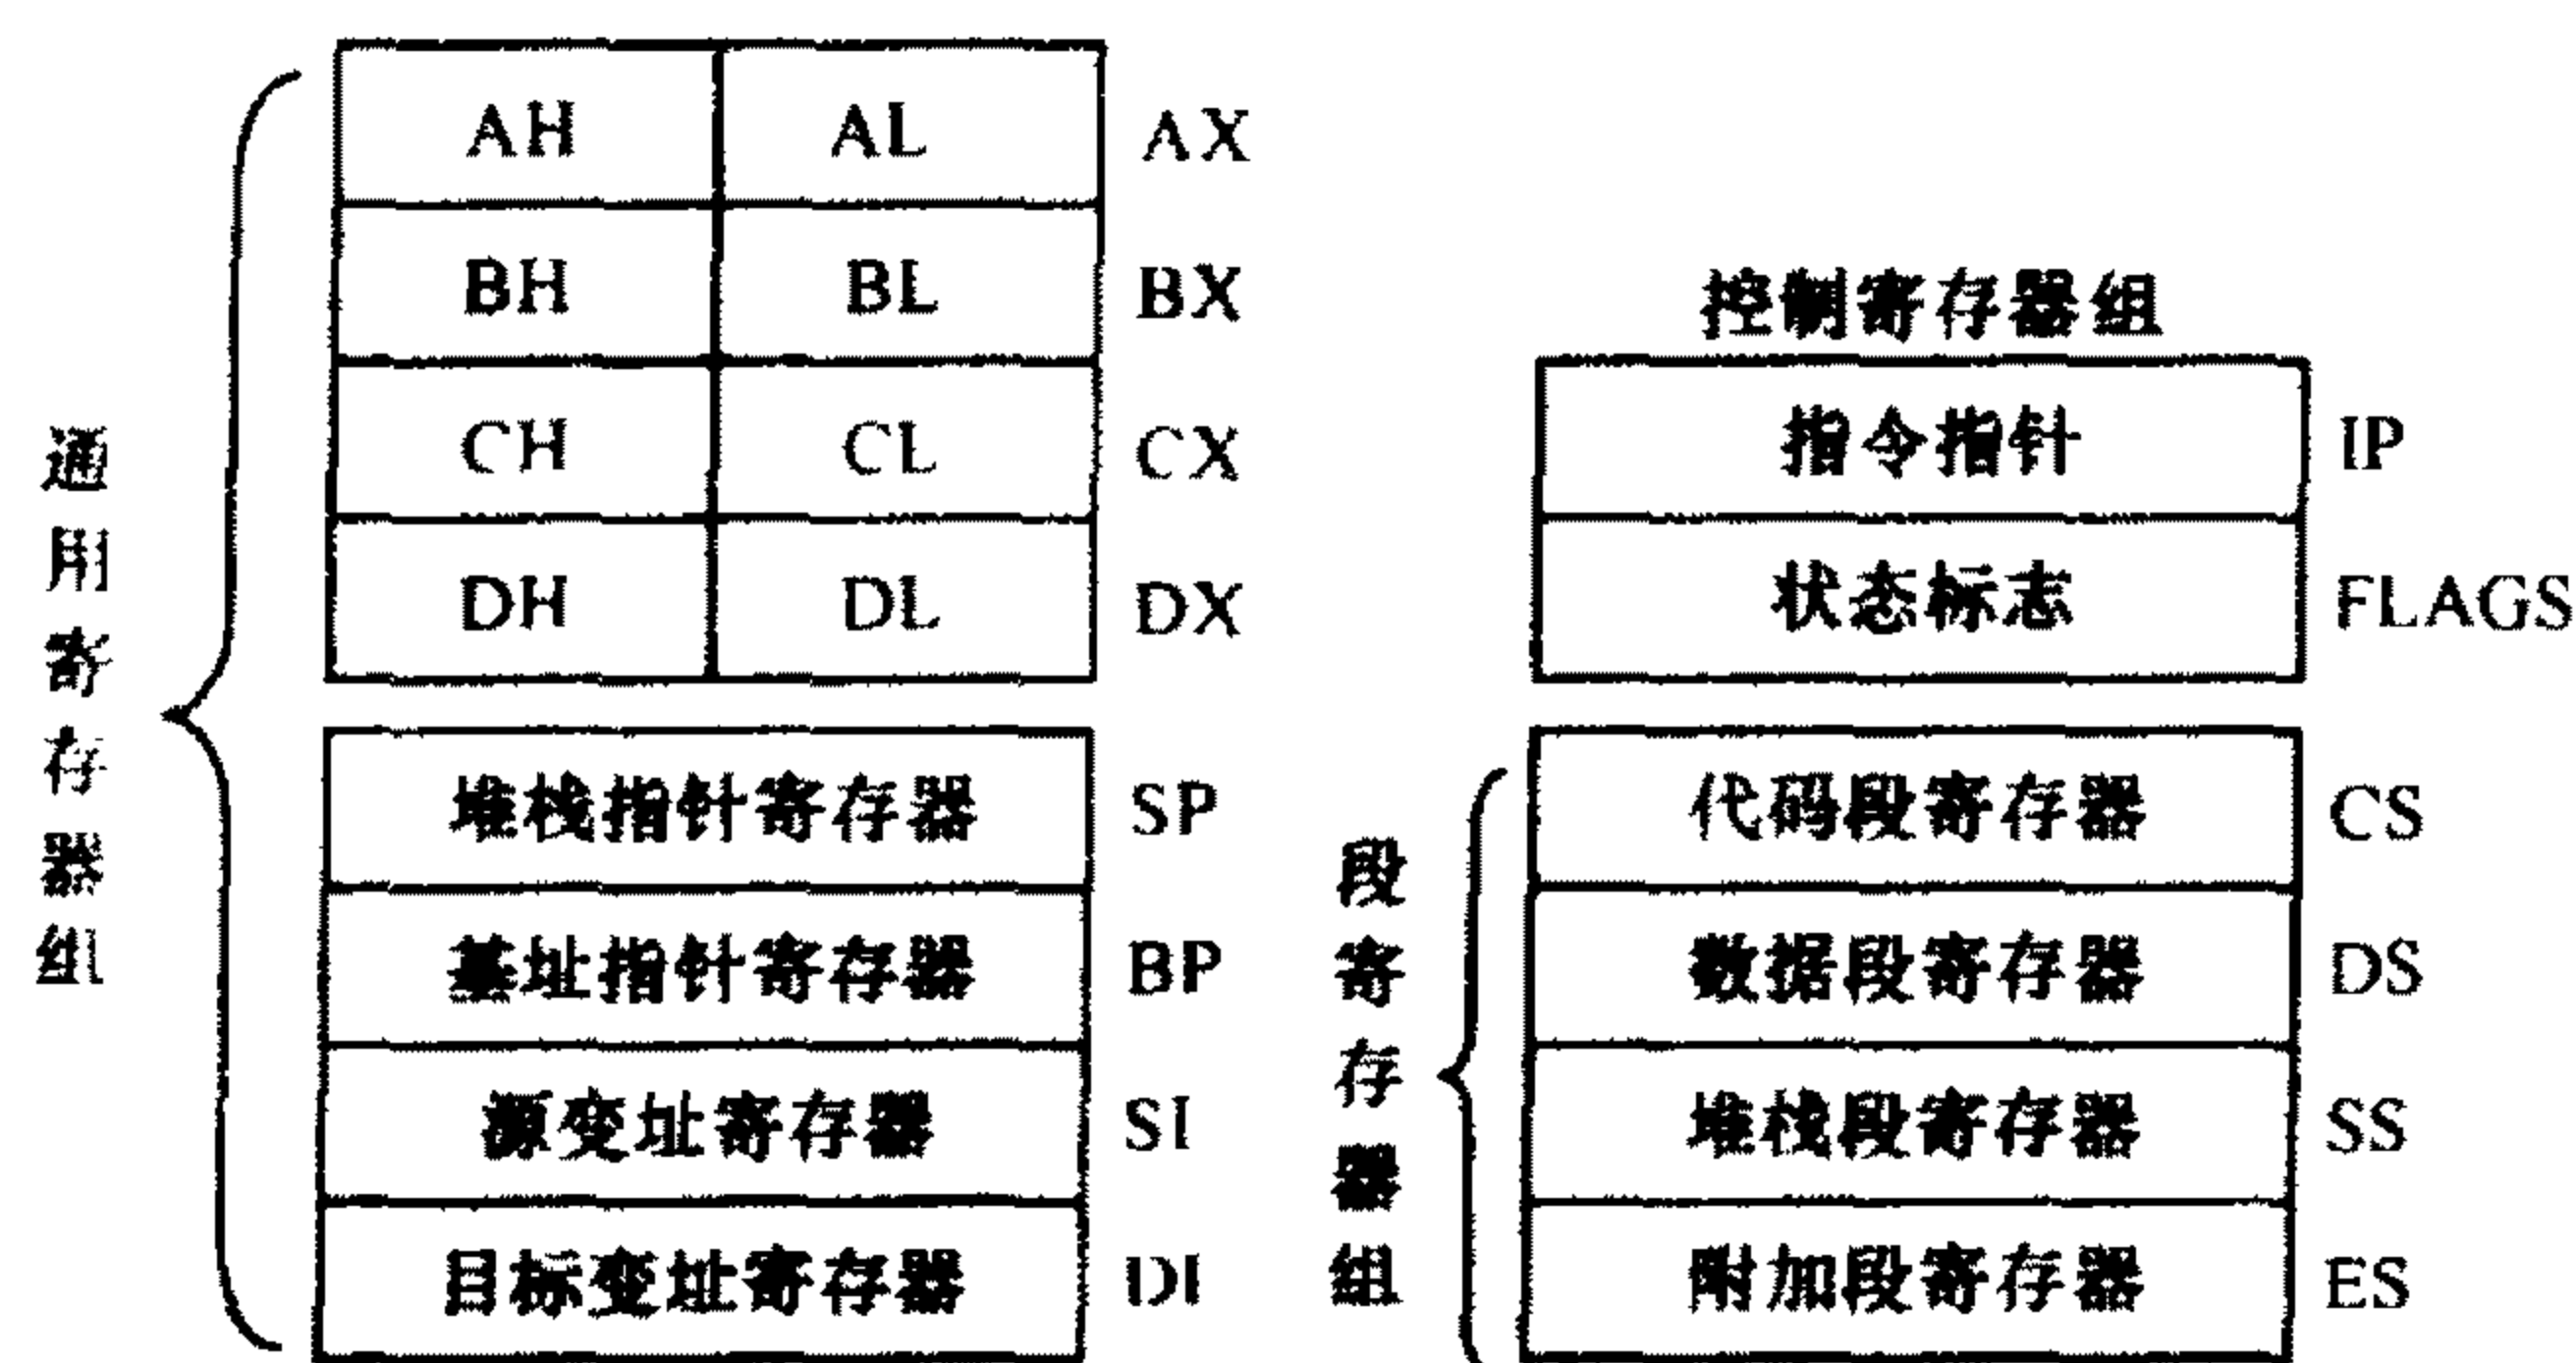 通用寄存器组
AH AL AX
BH BL BX
CH CL CX
DH DL DX
堆栈指针寄存器 SP
基址指针寄存器 BP
源变址寄存器 SI
目标变址寄存器 DI
控制寄存器组
指令指针 IP
状态标志 FLAGS
段寄存器组
代码段寄存器 CS
数据段寄存器 DS
堆栈段寄存器 SS
附加段寄存器 ES